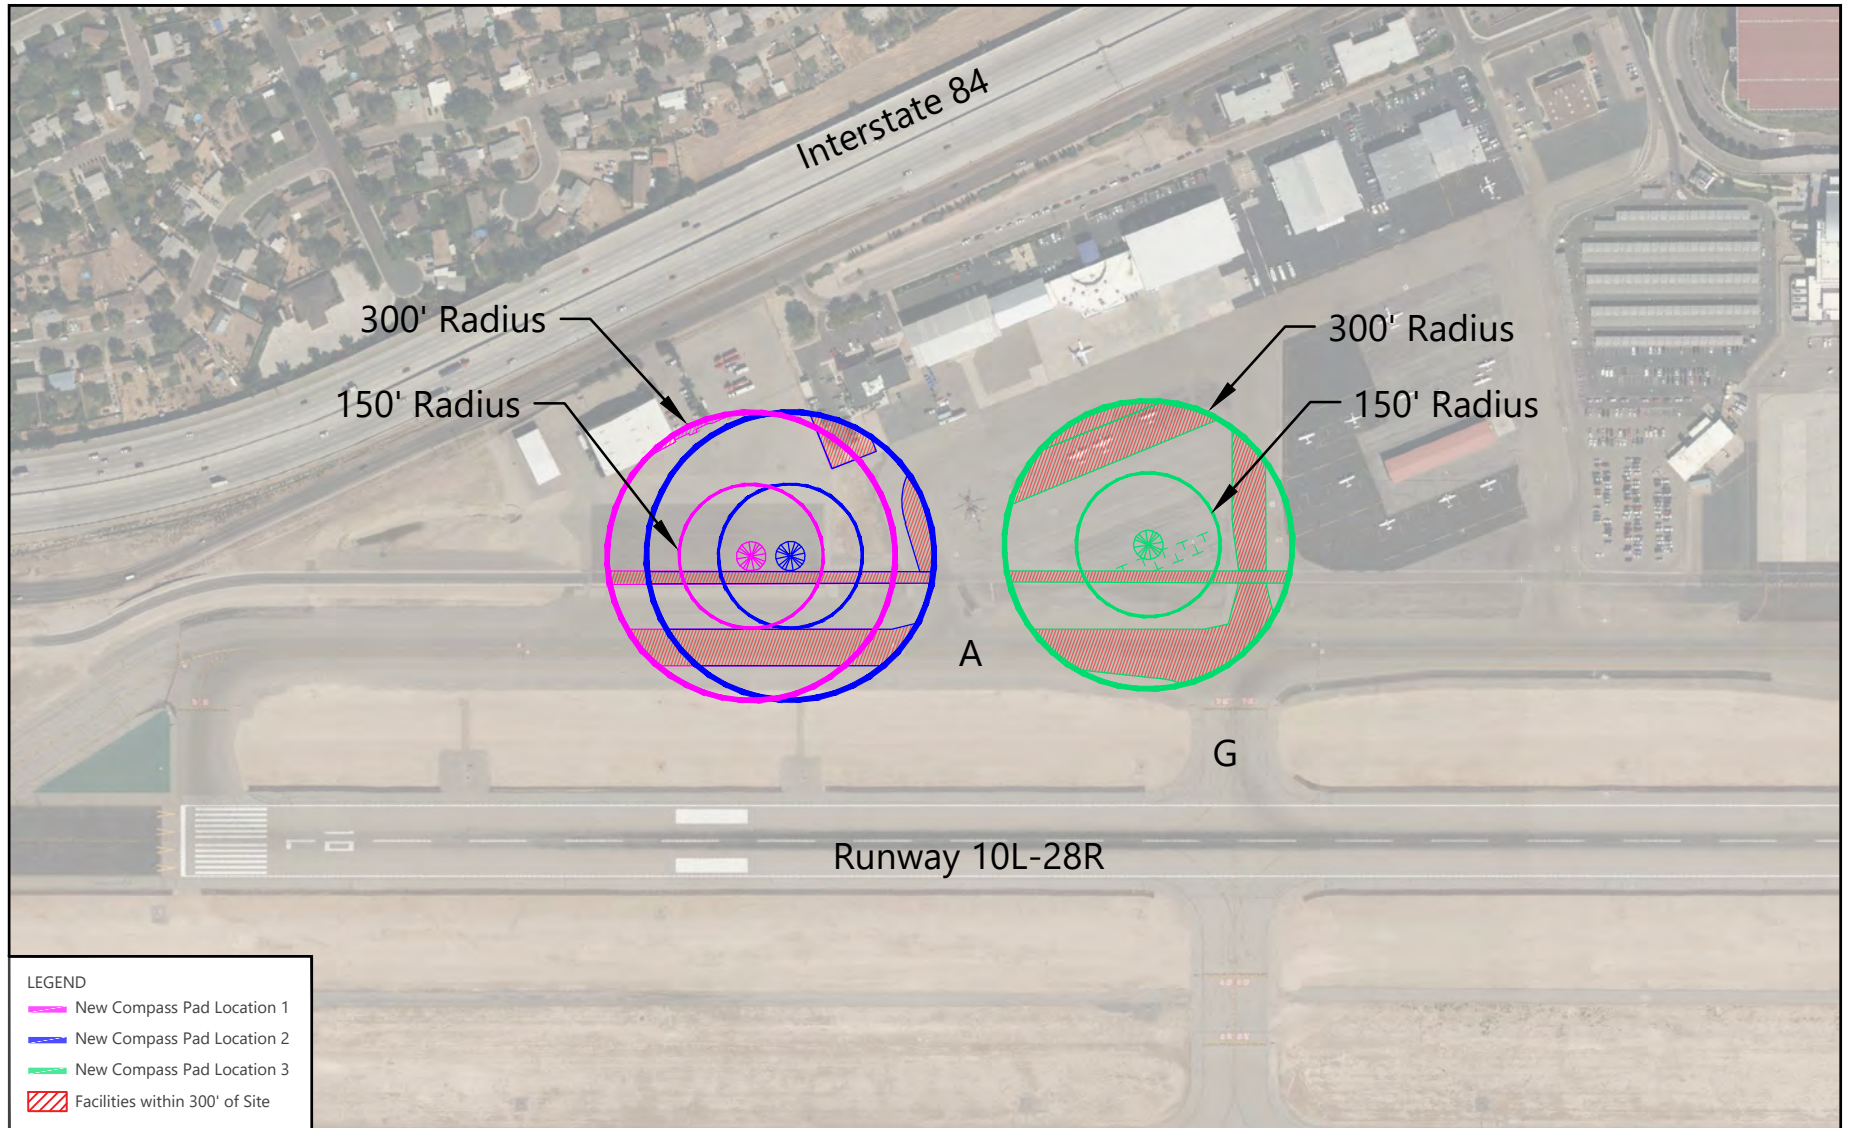 Interstate 84
300' Radius
150' Radius
300' Radius
150' Radius
A
G
Runway 10L-28R
LEGEND
New Compass Pad Location 1
New Compass Pad Location 2
New Compass Pad Location 3
Facilities within 300' of Site